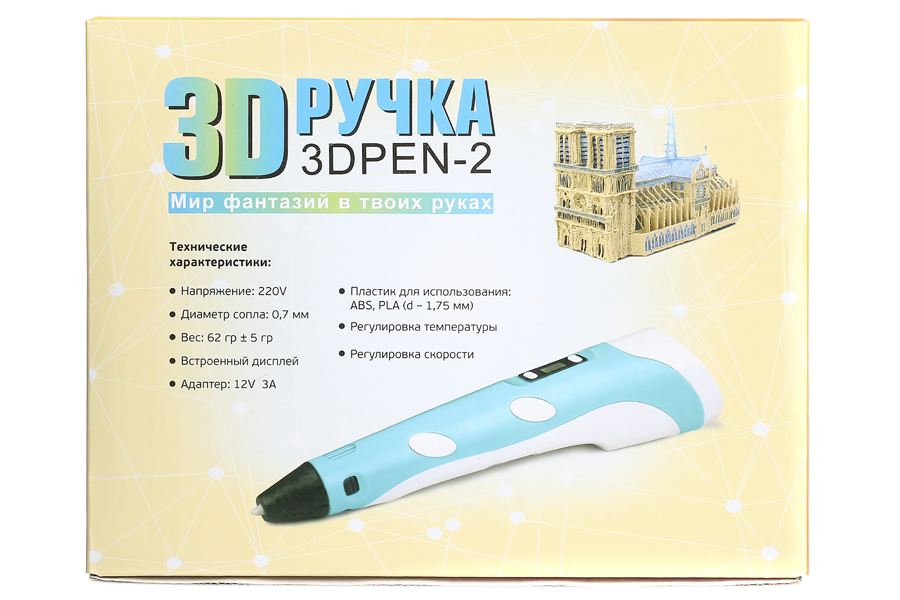 3D РУЧКА
3DPEN-2
Мир фантазий в твоих руках
Технические
характеристики:
• Напряжение: 220V
• Диаметр сопла: 0,7 мм
• Вес: 62 гр ± 5 гр
• Встроенный дисплей
• Адаптер: 12V 3A
• Пластик для использования:
ABS, PLA (d – 1,75 мм)
• Регулировка температуры
• Регулировка скорости